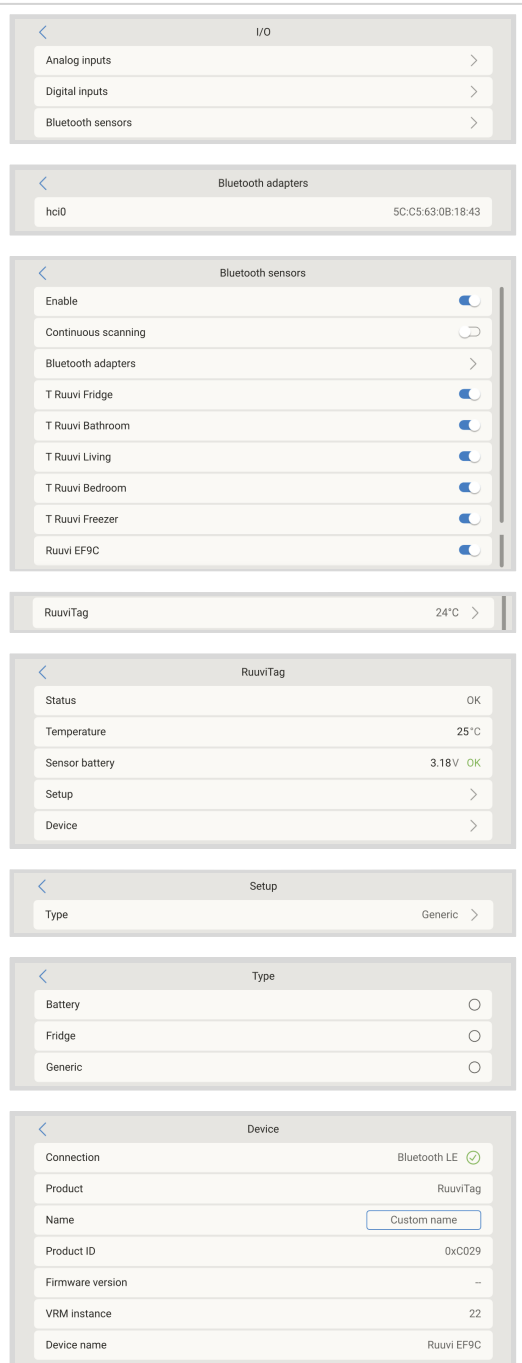 I/O
Analog inputs
Digital inputs
Bluetooth sensors
Bluetooth adapters
hci0 5C:C5:63:0B:18:43
Bluetooth sensors
Enable
Continuous scanning
Bluetooth adapters
T Ruuvi Fridge
T Ruuvi Bathroom
T Ruuvi Living
T Ruuvi Bedroom
T Ruuvi Freezer
Ruuvi EF9C
RuuviTag 24°C
RuuviTag
Status OK
Temperature 25°C
Sensor battery 3.18V OK
Setup
Device
Setup
Type Generic
Type
Battery
Fridge
Generic
Device
Connection Bluetooth LE
Product RuuviTag
Name Custom name
Product ID 0xC029
Firmware version –
VRM instance 22
Device name Ruuvi EF9C